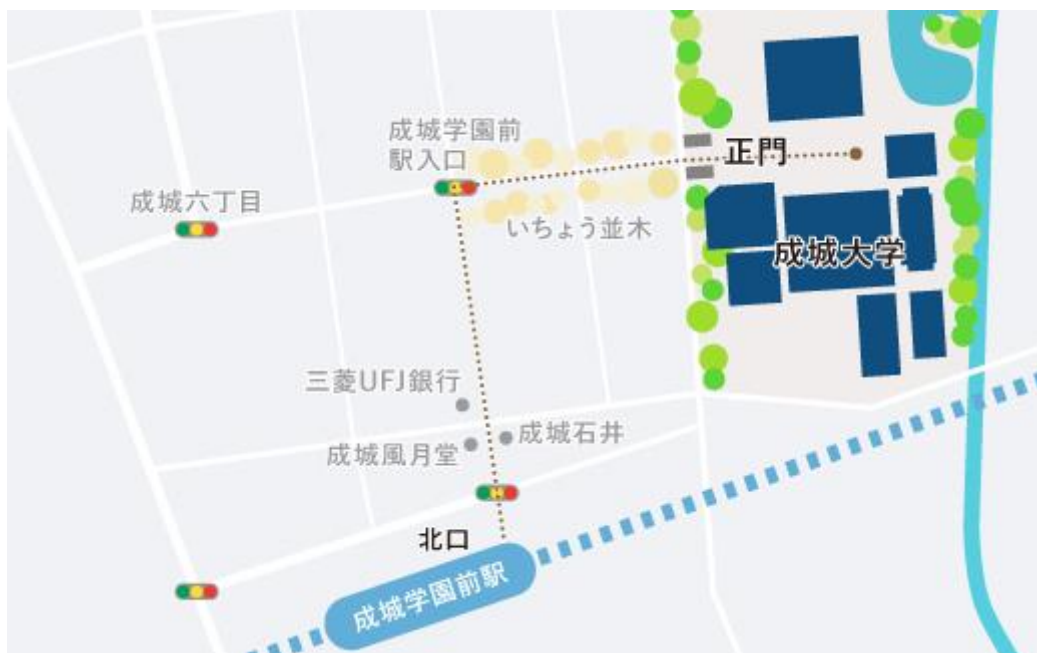 成城学園前
駅入口
正門
成城六丁目
いちょう並木
成城大学
三菱UFJ銀行
成城石井
成城風月堂
北口
成城学園前駅